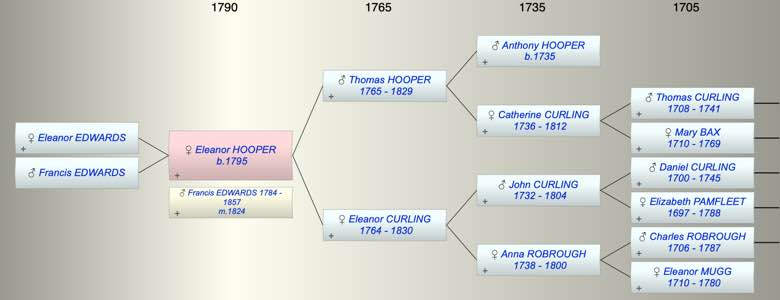 1790
1765
1735
1705
♀ Eleanor EDWARDS
+
♂ Francis EDWARDS
♀ Eleanor HOOPER
b.1795
+
♂ Francis EDWARDS 1784 -
1857
m.1824
+
♂ Thomas HOOPER
1765 - 1829
+
♀ Eleanor CURLING
1764 - 1830
+
♂ Anthony HOOPER
b.1735
+
♀ Catherine CURLING
1736 - 1812
+
♂ John CURLING
1732 - 1804
+
♀ Anna ROBROUGH
1738 - 1800
+
♂ Thomas CURLING
1708 - 1741
+
♀ Mary BAX
1710 - 1769
+
♂ Daniel CURLING
1700 - 1745
+
♀ Elizabeth PAMFLEET
1697 - 1788
+
♂ Charles ROBROUGH
1706 - 1787
+
♀ Eleanor MUGG
1710 - 1780
+